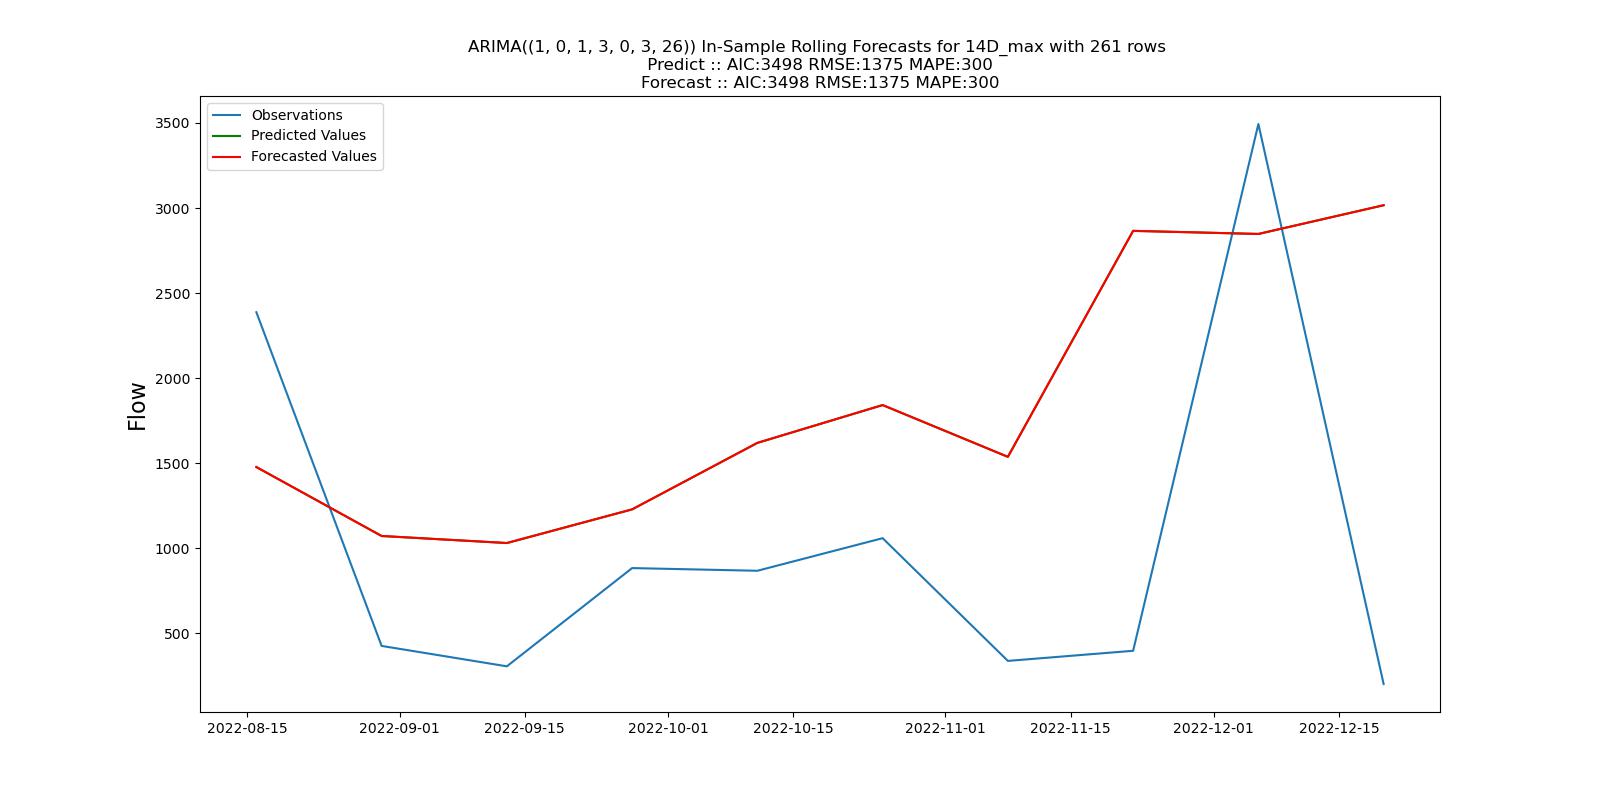 ARIMA((1, 0, 1, 3, 0, 3, 26)) In-Sample Rolling Forecasts for 14D_max with 261 rows
Predict :: AIC:3498 RMSE:1375 MAPE:300
Forecast :: AIC:3498 RMSE:1375 MAPE:300
Observations
Predicted Values
Forecasted Values
3500
3000
2500
2000
1500
1000
500
Flow
2022-08-15 2022-09-01 2022-09-15 2022-10-01 2022-10-15 2022-11-01 2022-11-15 2022-12-01 2022-12-15